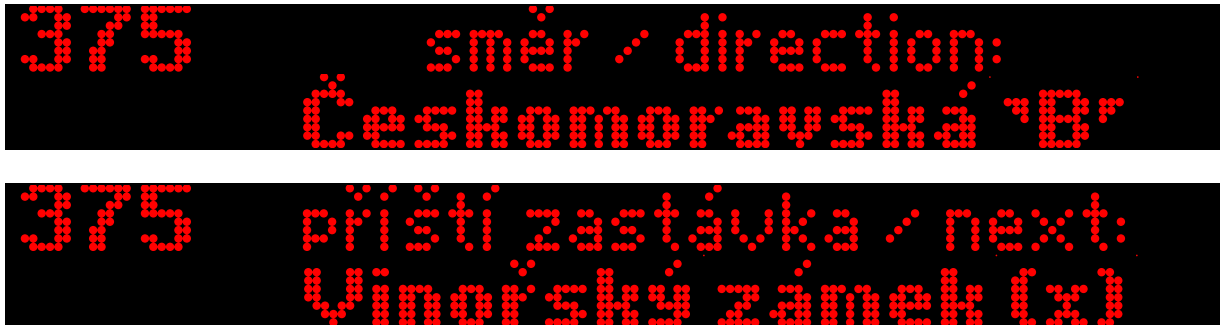 375 směr / direction:
Českomoravská B
375 příští zastávka / next:
Vinořský zámek (x)